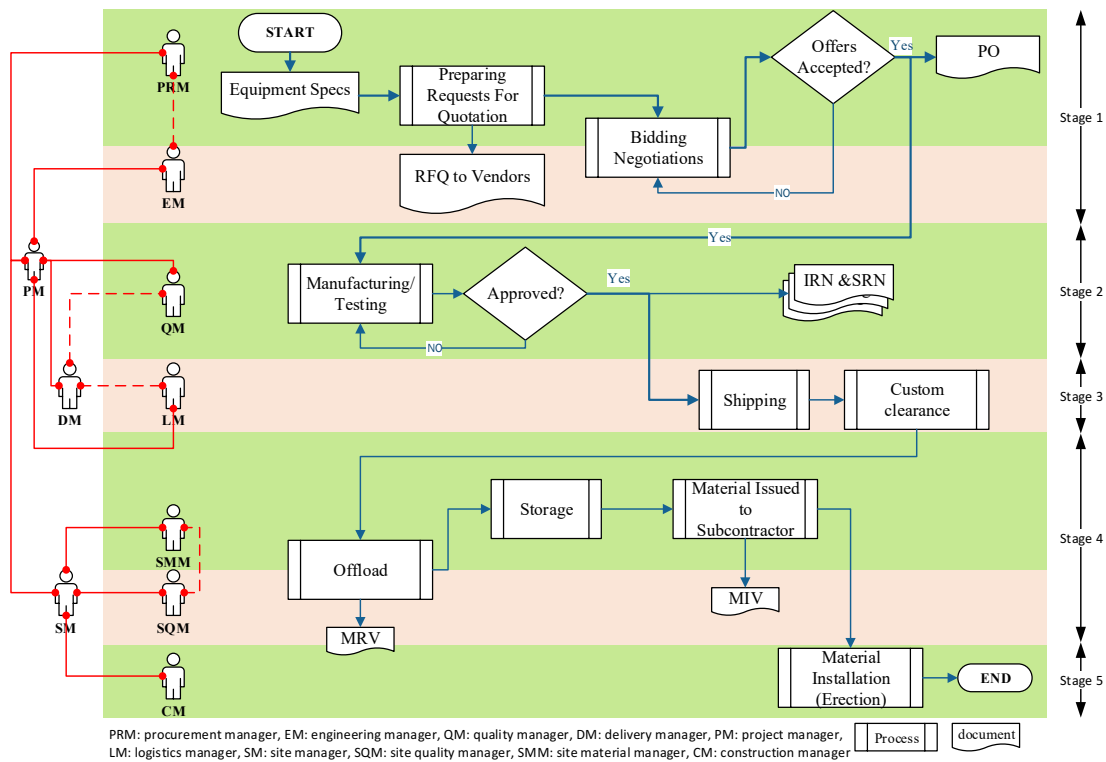 START
PRM
Equipment Specs
Preparing
Requests For
Quotation
Offers
Accepted?
Yes
PO
Stage 1
Bidding
Negotiations
NO
RFQ to Vendors
EM
Yes
PM
QM
Manufacturing/
Testing
Approved?
Yes
NO
IRN &SRN
Stage 2
DM
LM
Shipping
Custom
clearance
Stage 3
SMM
Storage
Material Issued
to
Subcontractor
Stage 4
Offload
MIV
SM
SQM
MRV
CM
Material
Installation
(Erection)
END
Stage 5
PRM: procurement manager, EM: engineering manager, QM: quality manager, DM: delivery manager, PM: project manager,
LM: logistics manager, SM: site manager, SQM: site quality manager, SMM: site material manager, CM: construction manager
Process
document